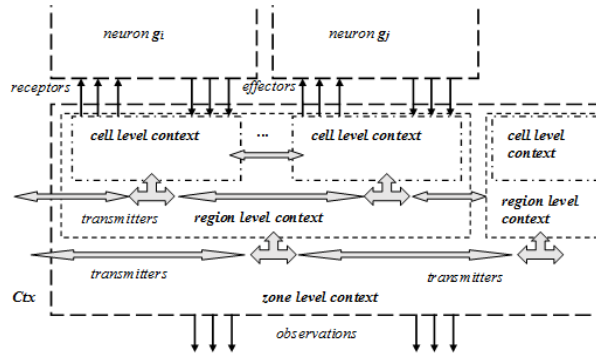 neuron gi
neuron gj
receptors
effectors
cell level context
...
cell level context
cell level
context
transmitters
region level context
region level
context
transmitters
transmitters
Ctx
zone level context
observations